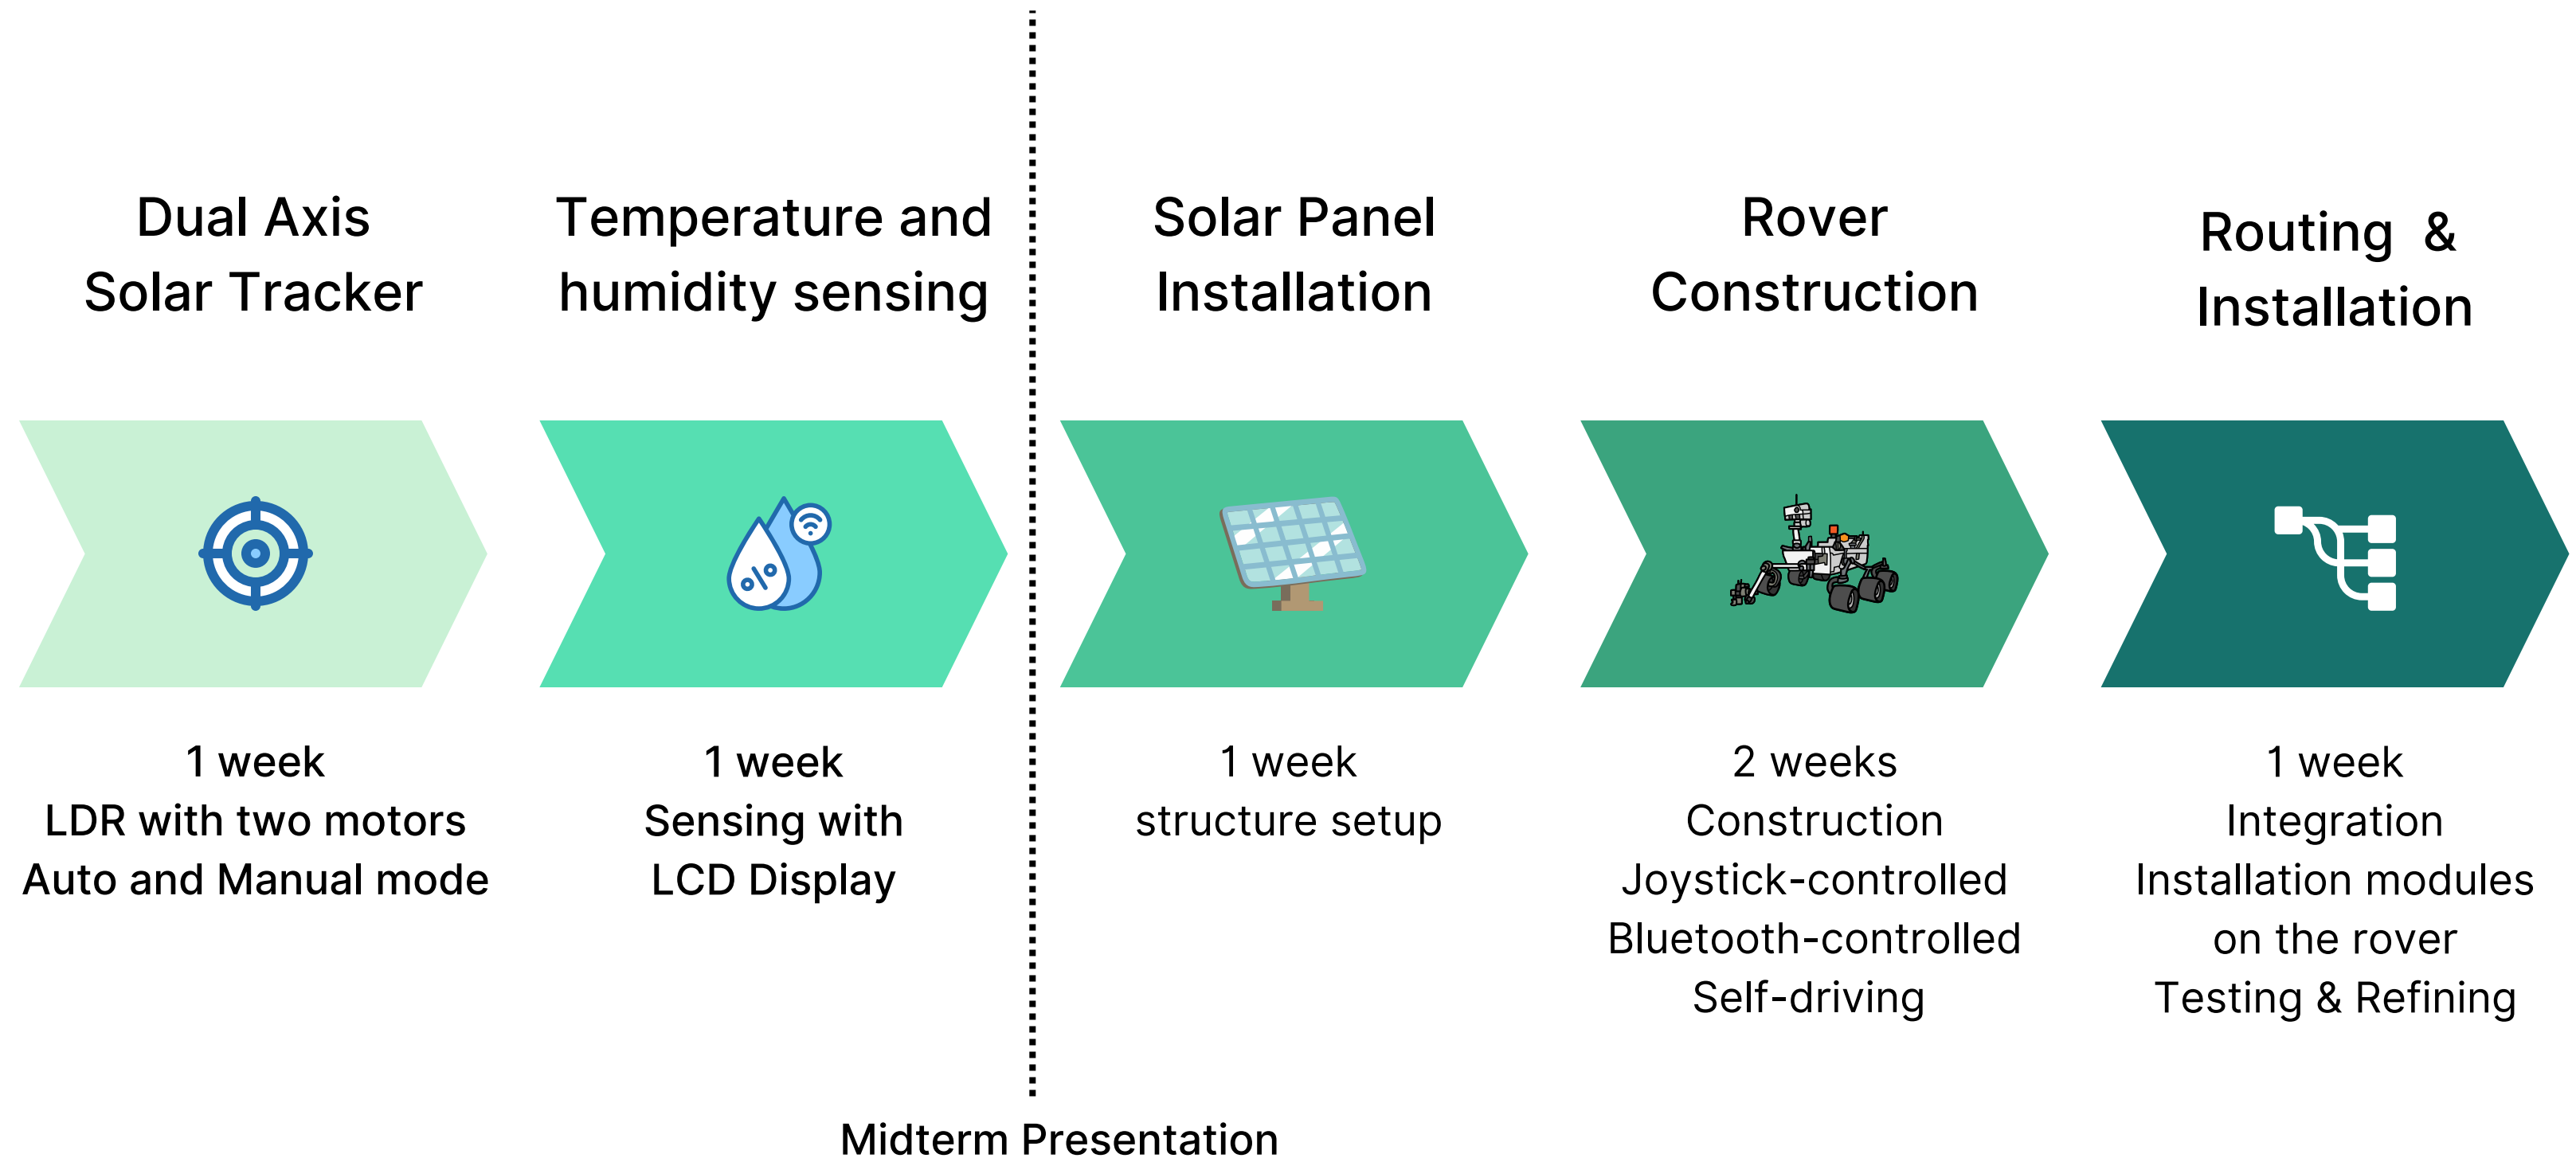 Dual Axis
Solar Tracker
Temperature and
humidity sensing
Solar Panel
Installation
Rover
Construction
Routing &
Installation
%
1 week
LDR with two motors
Auto and Manual mode
1 week
Sensing with
LCD Display
1 week
structure setup
2 weeks
Construction
Joystick-controlled
Bluetooth-controlled
Self-driving
1 week
Integration
Installation modules
on the rover
Testing & Refining
Midterm Presentation